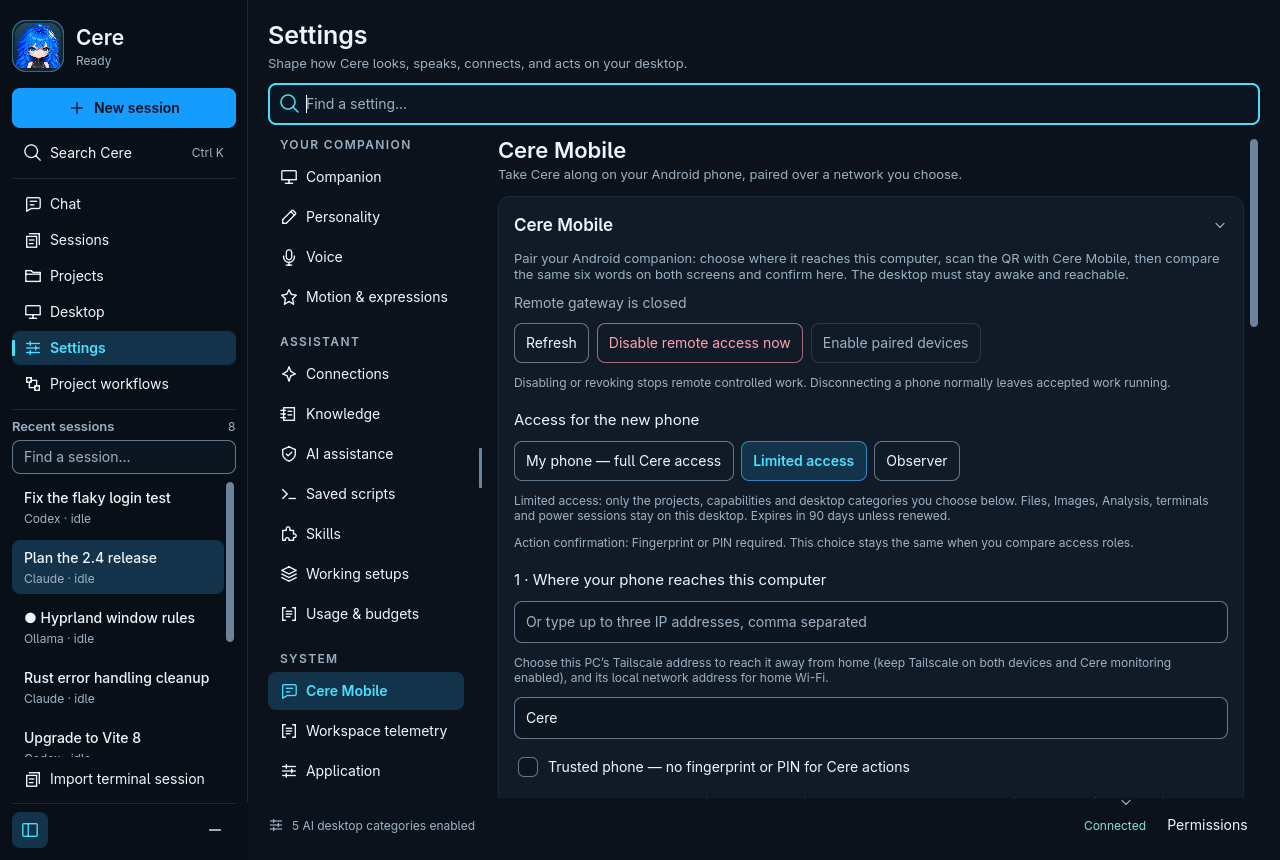 Cere
Ready
New session
Search Cere Ctrl K
Chat
Sessions
Projects
Desktop
Settings
Project workflows
Recent sessions 8
Find a session...
Fix the flaky login test
Codex · idle
Plan the 2.4 release
Claude · idle
Hyprland window rules
Ollama · idle
Rust error handling cleanup
Claude · idle
Upgrade to Vite 8
Import terminal session
Settings
Shape how Cere looks, speaks, connects, and acts on your desktop.
Find a setting...
YOUR COMPANION
Companion
Personality
Voice
Motion & expressions
ASSISTANT
Connections
Knowledge
AI assistance
Saved scripts
Skills
Working setups
Usage & budgets
SYSTEM
Cere Mobile
Workspace telemetry
Application
Cere Mobile
Take Cere along on your Android phone, paired over a network you choose.
Cere Mobile
Pair your Android companion: choose where it reaches this computer, scan the QR with Cere Mobile, then compare
the same six words on both screens and confirm here. The desktop must stay awake and reachable.
Remote gateway is closed
Refresh Disable remote access now Enable paired devices
Disabling or revoking stops remote controlled work. Disconnecting a phone normally leaves accepted work running.
Access for the new phone
My phone — full Cere access Limited access Observer
Limited access: only the projects, capabilities and desktop categories you choose below. Files, Images, Analysis, terminals
and power sessions stay on this desktop. Expires in 90 days unless renewed.
Action confirmation: Fingerprint or PIN required. This choice stays the same when you compare access roles.
1 · Where your phone reaches this computer
Or type up to three IP addresses, comma separated
Choose this PC's Tailscale address to reach it away from home (keep Tailscale on both devices and Cere monitoring
enabled), and its local network address for home Wi-Fi.
Cere
Trusted phone — no fingerprint or PIN for Cere actions
5 AI desktop categories enabled
Connected Permissions